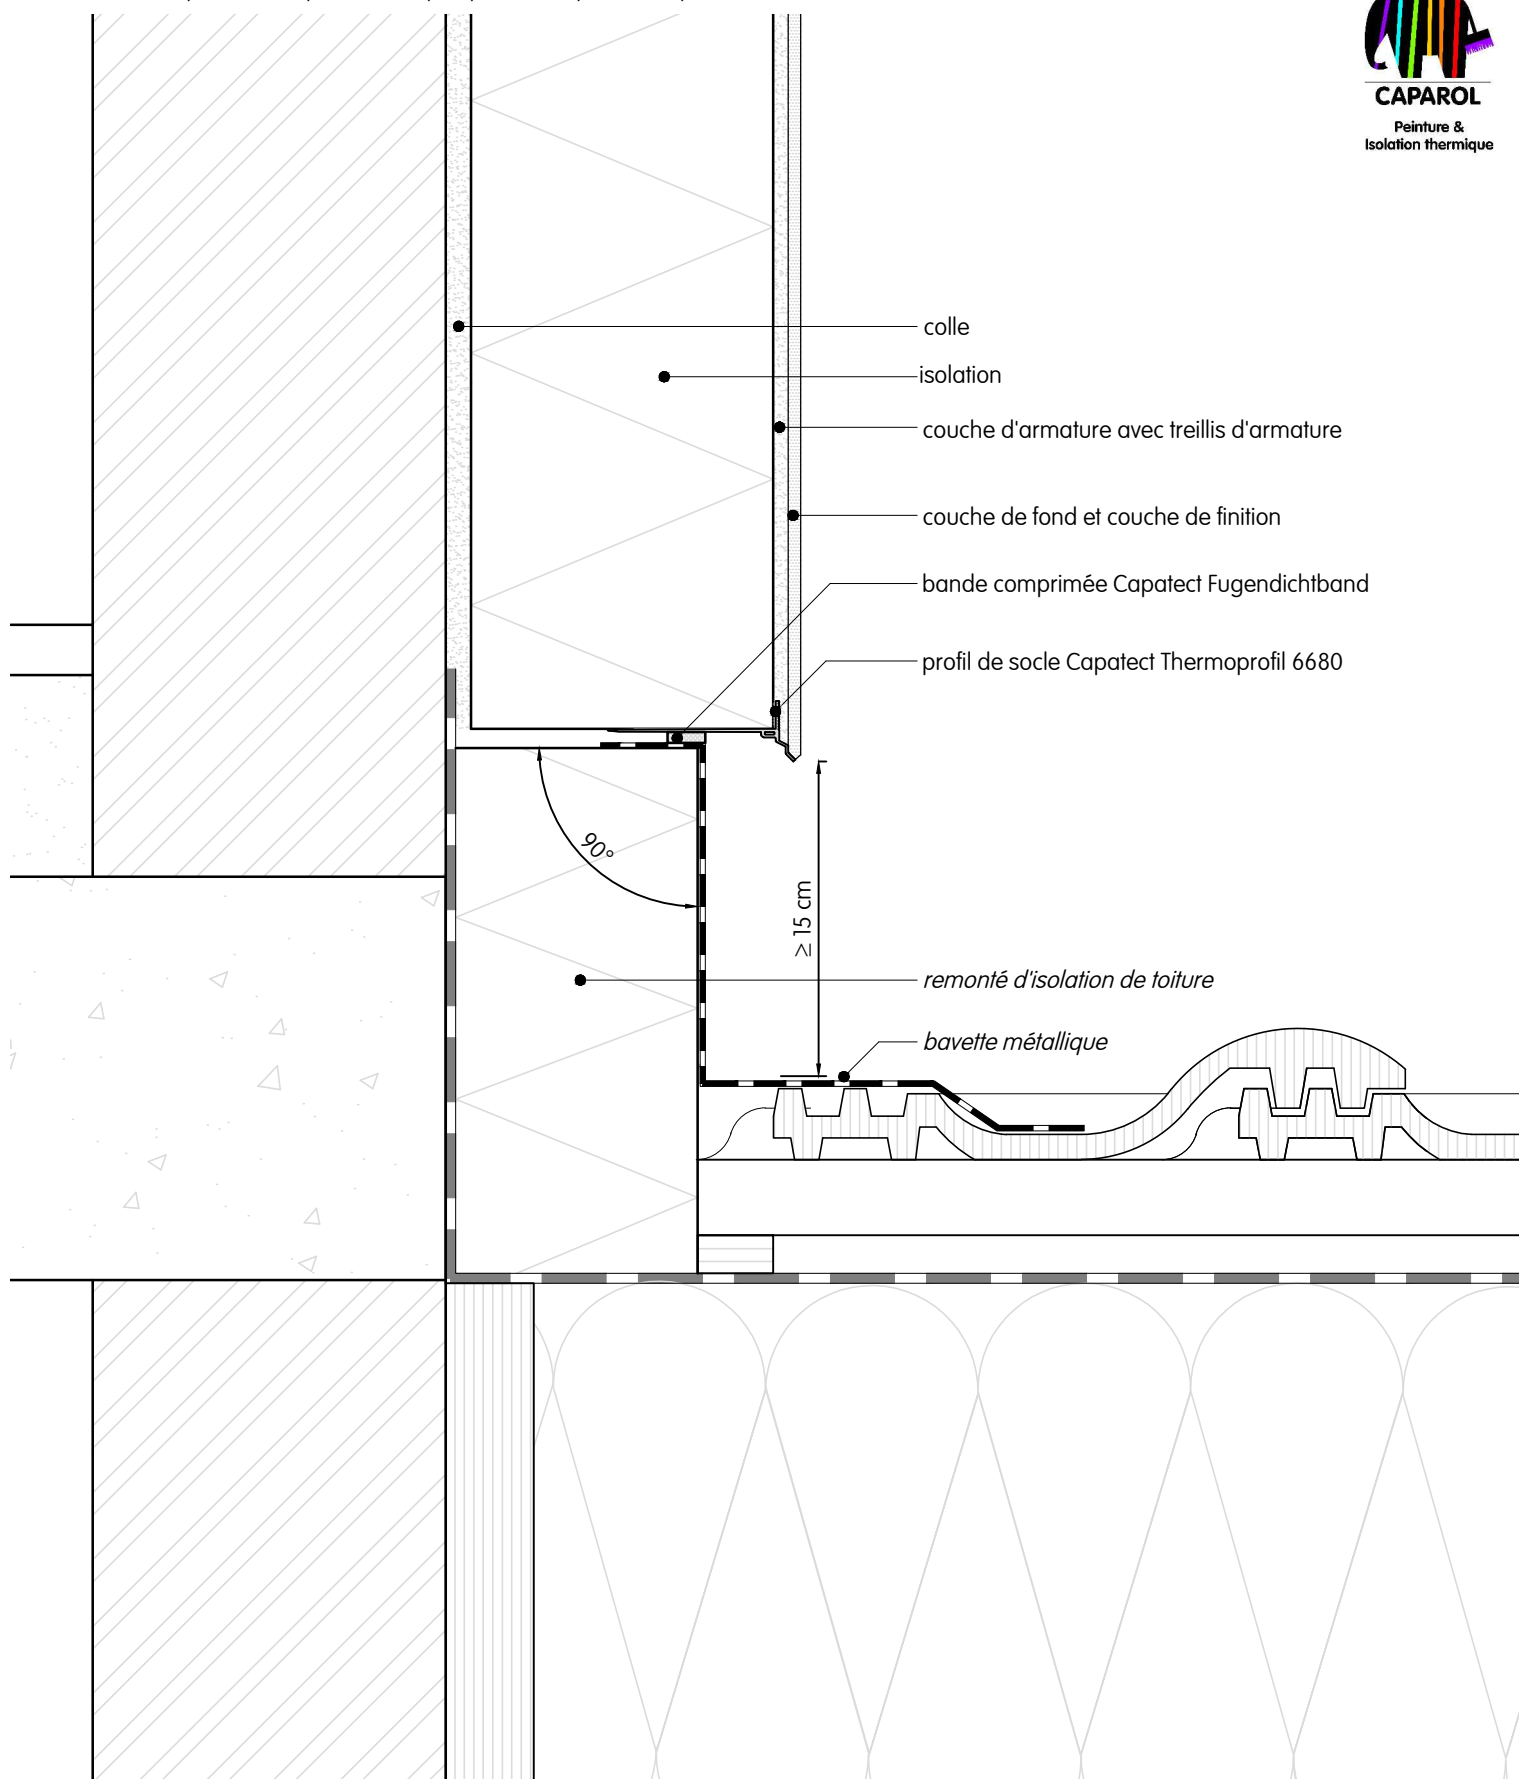 CAPAROL
Peinture &
Isolation thermique
colle
isolation
couche d'armature avec treillis d'armature
couche de fond et couche de finition
bande comprimée Capatect Fugendichtband
profil de socle Capatect Thermoprofil 6680
90°
≥ 15 cm
remonté d'isolation de toiture
bavette métallique